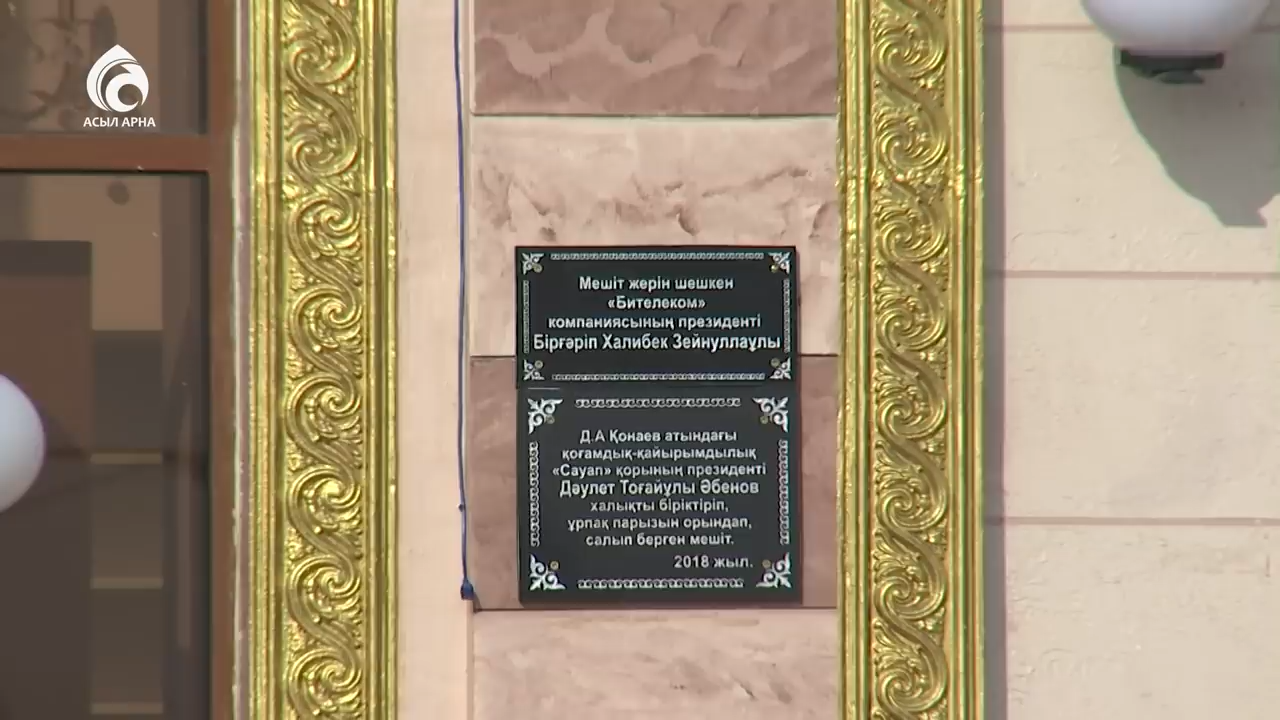 АСЫЛ АРНА
Мешіт жерін шешкен
«Бителеком»
компаниясының президенті
Бірғәріп Халибек Зейнуллаұлы
Д.А Қонаев атындағы
қоғамдық-қайырымдылық
«Сауап» қорының президенті
Дәулет Тоғайұлы Әбенов
халықты біріктіріп,
ұрпақ парызын орындап,
салып берген мешіт.
2018 жыл.